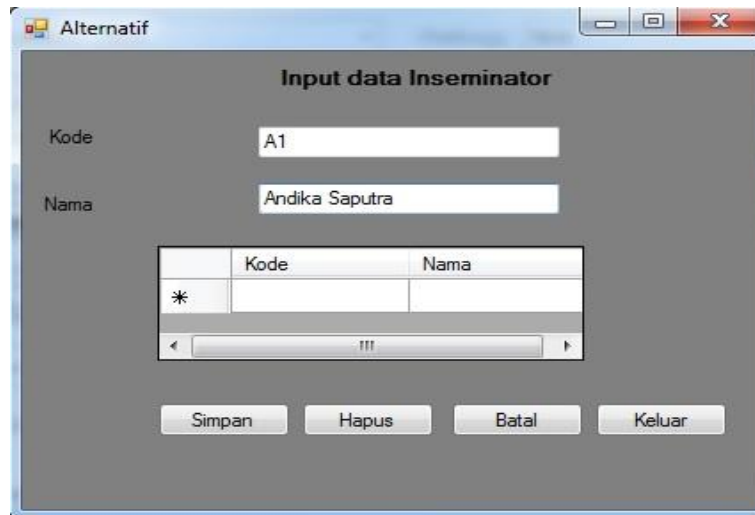 Alternatif
Input data Inseminator
Kode A1
Nama Andika Saputra
Kode Nama
Simpan Hapus Batal Keluar